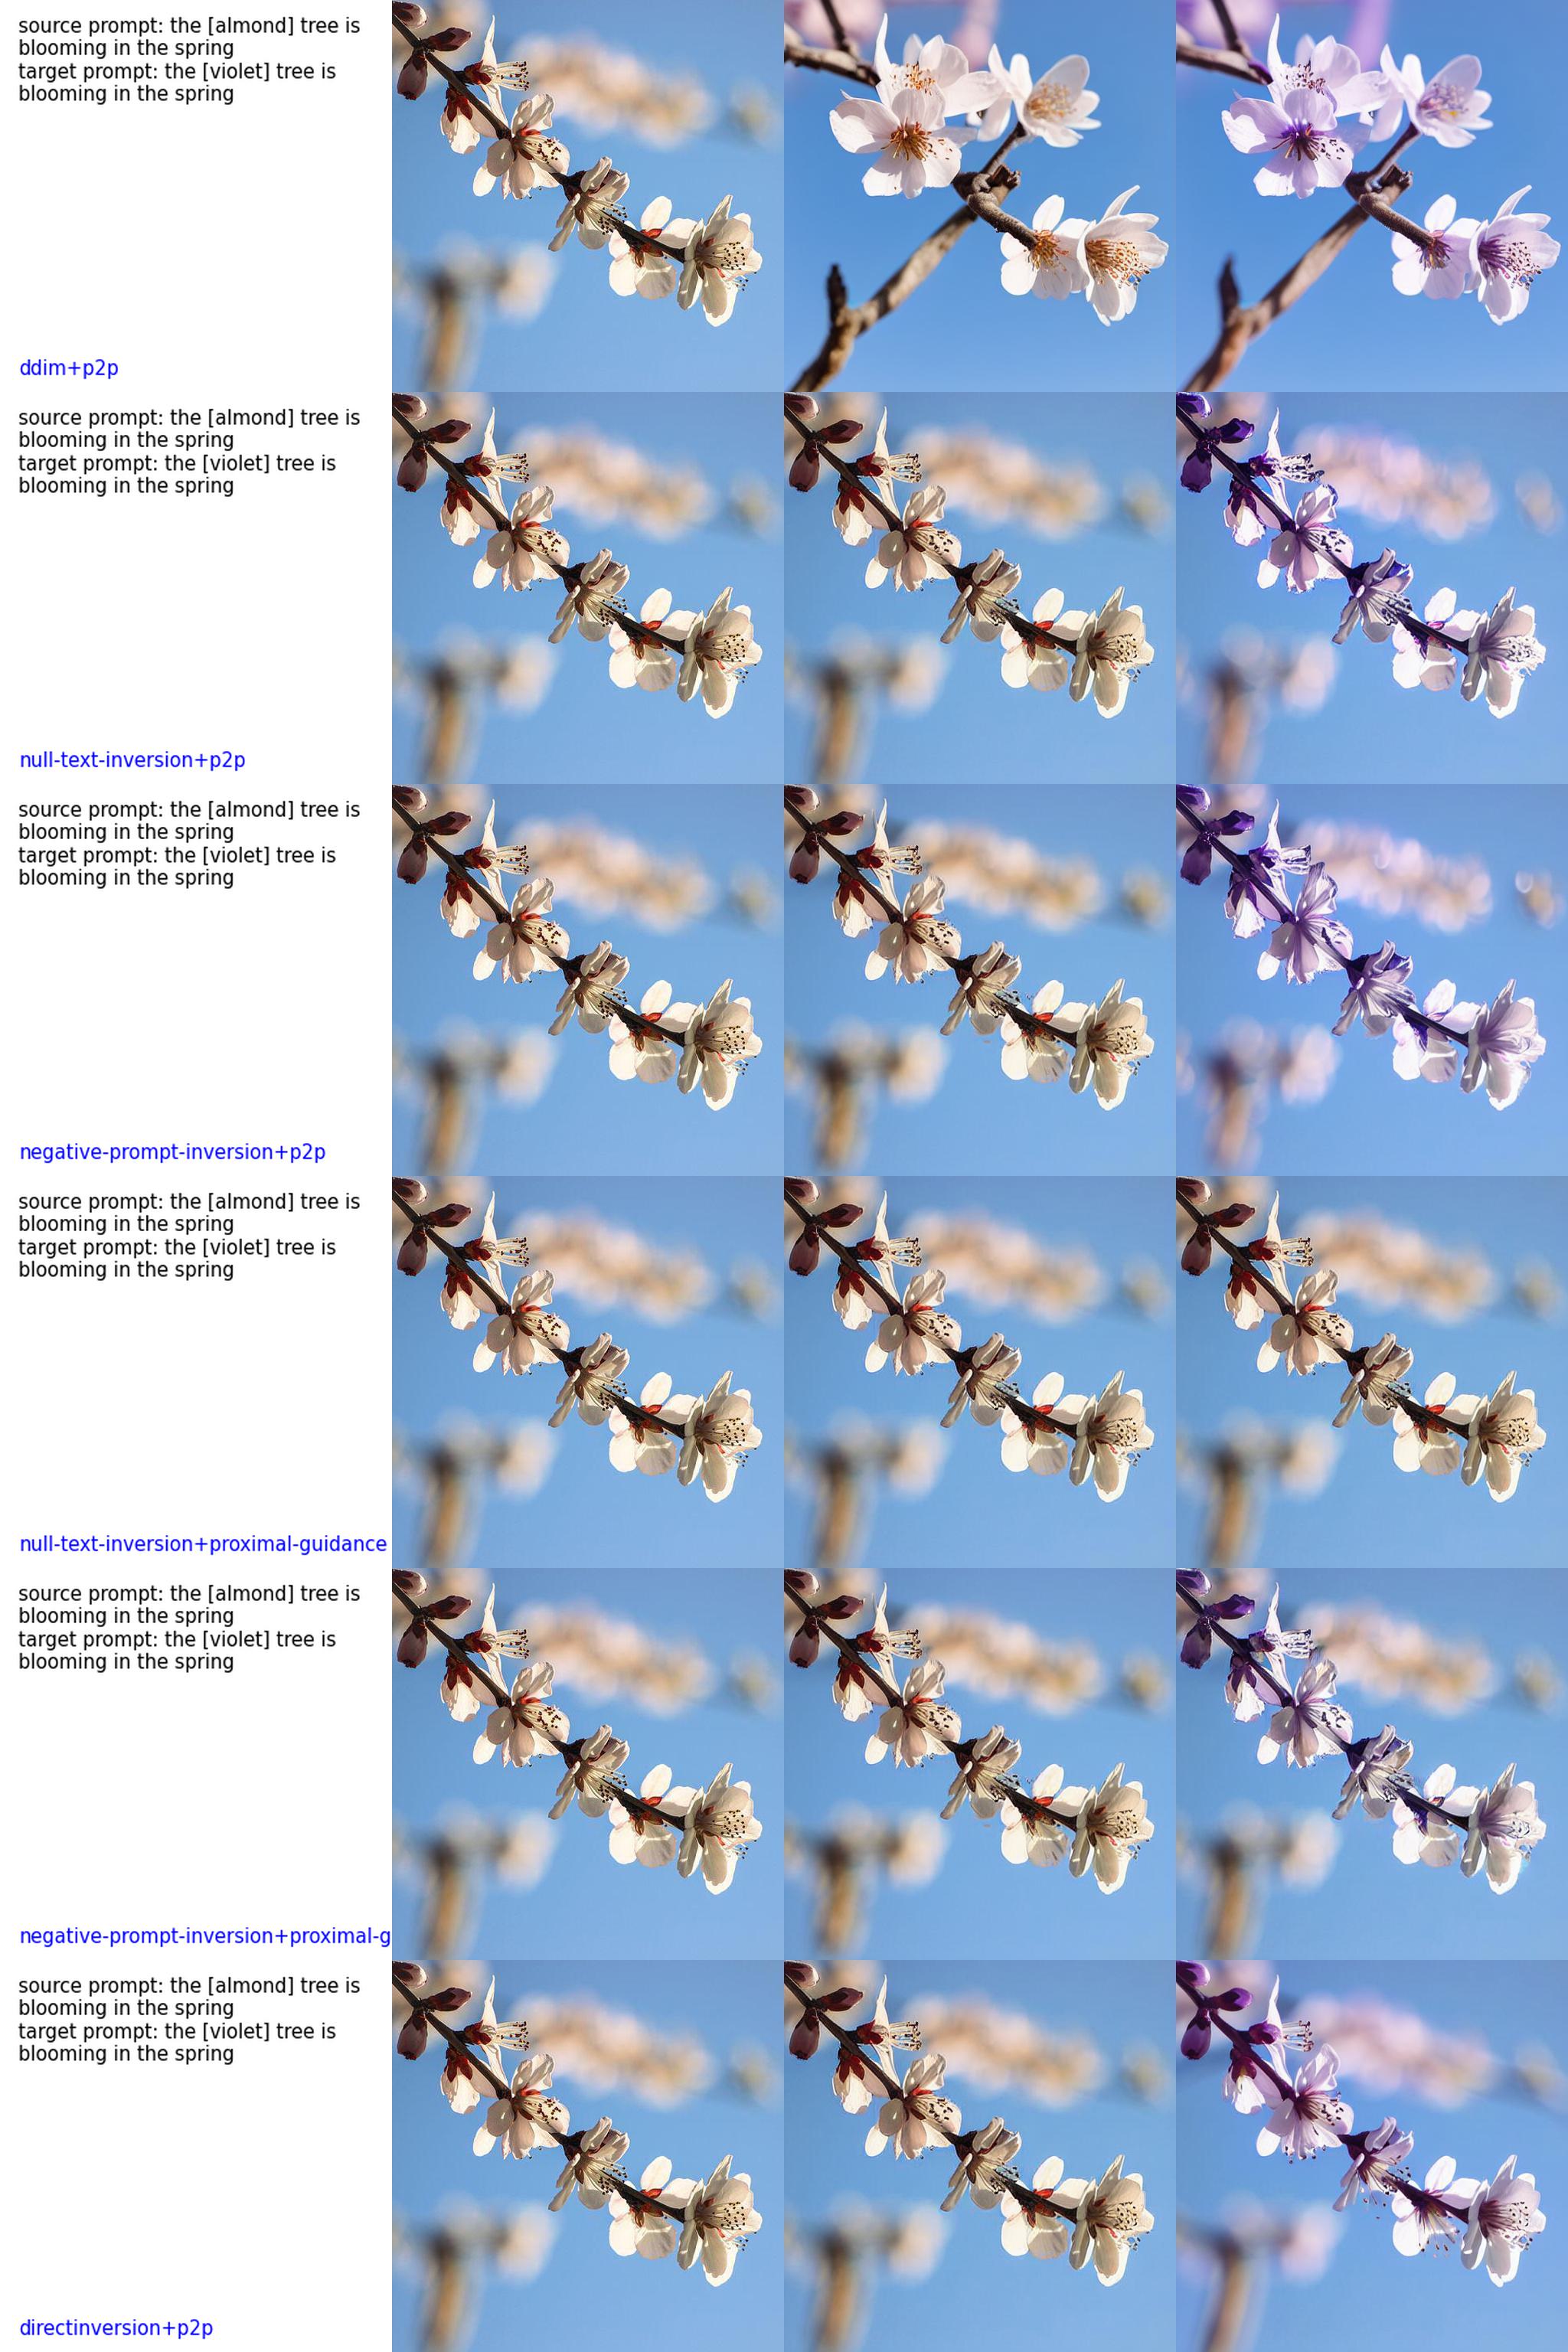 source prompt: the [almond] tree is
blooming in the spring
target prompt: the [violet] tree is
blooming in the spring
ddim+p2p
source prompt: the [almond] tree is
blooming in the spring
target prompt: the [violet] tree is
blooming in the spring
null-text-inversion+p2p
source prompt: the [almond] tree is
blooming in the spring
target prompt: the [violet] tree is
blooming in the spring
negative-prompt-inversion+p2p
source prompt: the [almond] tree is
blooming in the spring
target prompt: the [violet] tree is
blooming in the spring
null-text-inversion+proximal-guidance
source prompt: the [almond] tree is
blooming in the spring
target prompt: the [violet] tree is
blooming in the spring
negative-prompt-inversion+proximal-g
source prompt: the [almond] tree is
blooming in the spring
target prompt: the [violet] tree is
blooming in the spring
directinversion+p2p